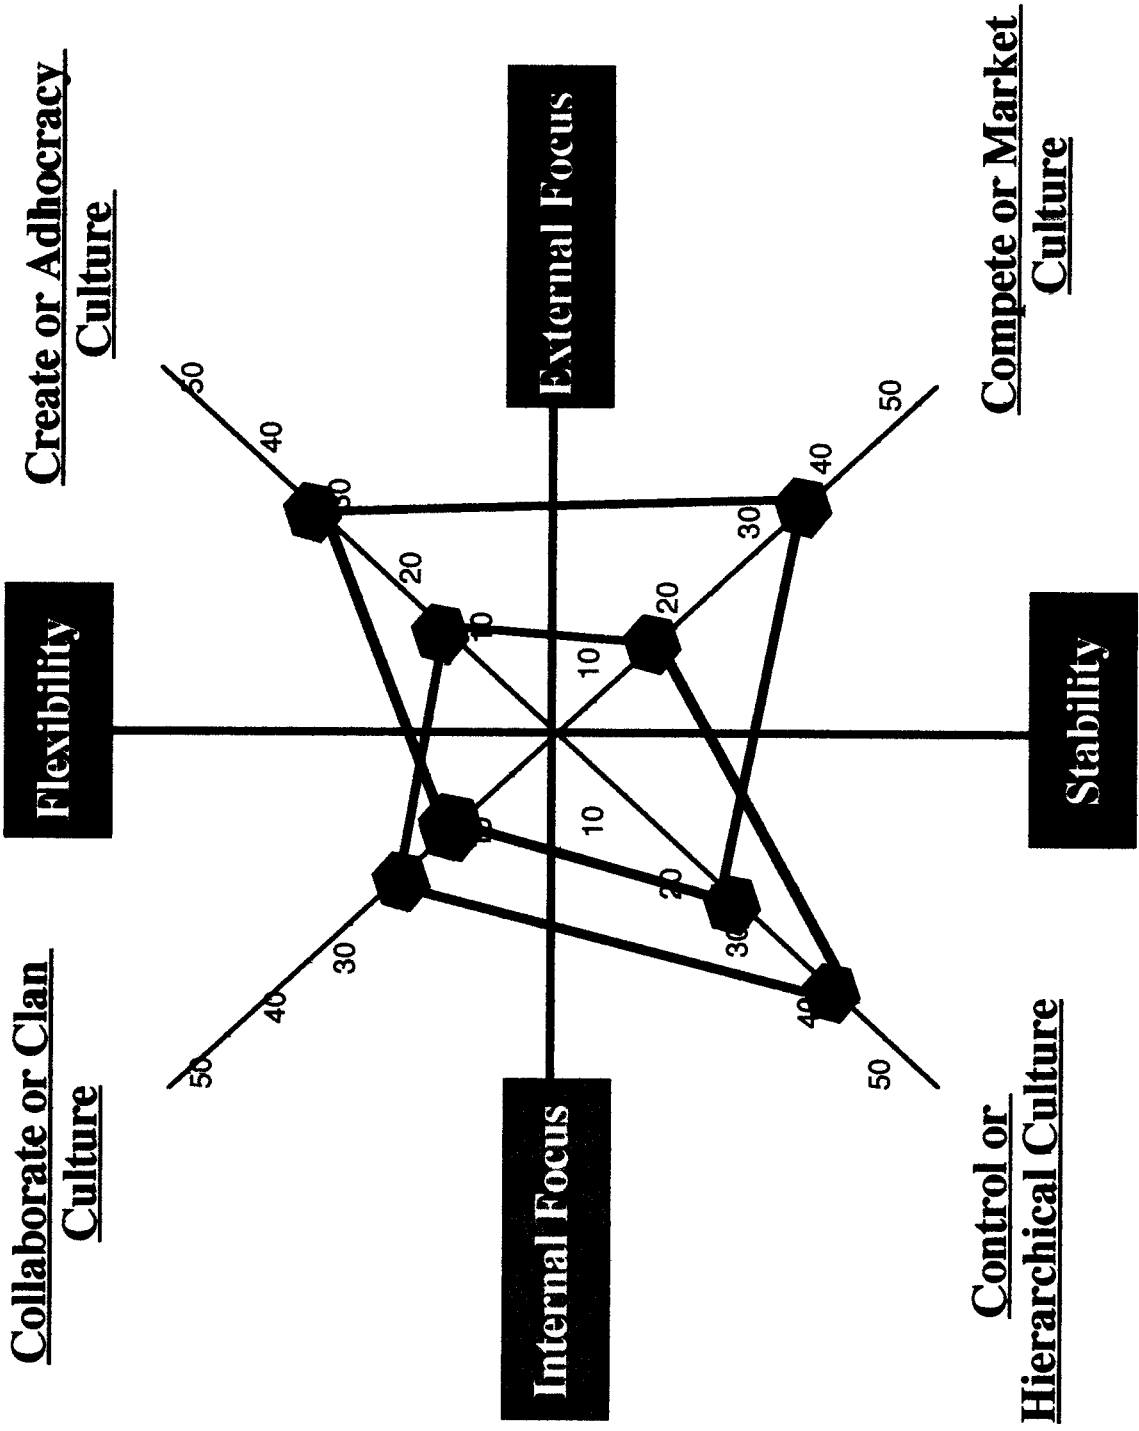 Collaborate or Clan
Culture
Flexibility
Create or Adhocracy
Culture
50
50
40
40
30
30
20
10
Internal Focus
External Focus
10
10
20
20
30
30
40
40
50
50
Control or
Hierarchical Culture
Stability
Compete or Market
Culture